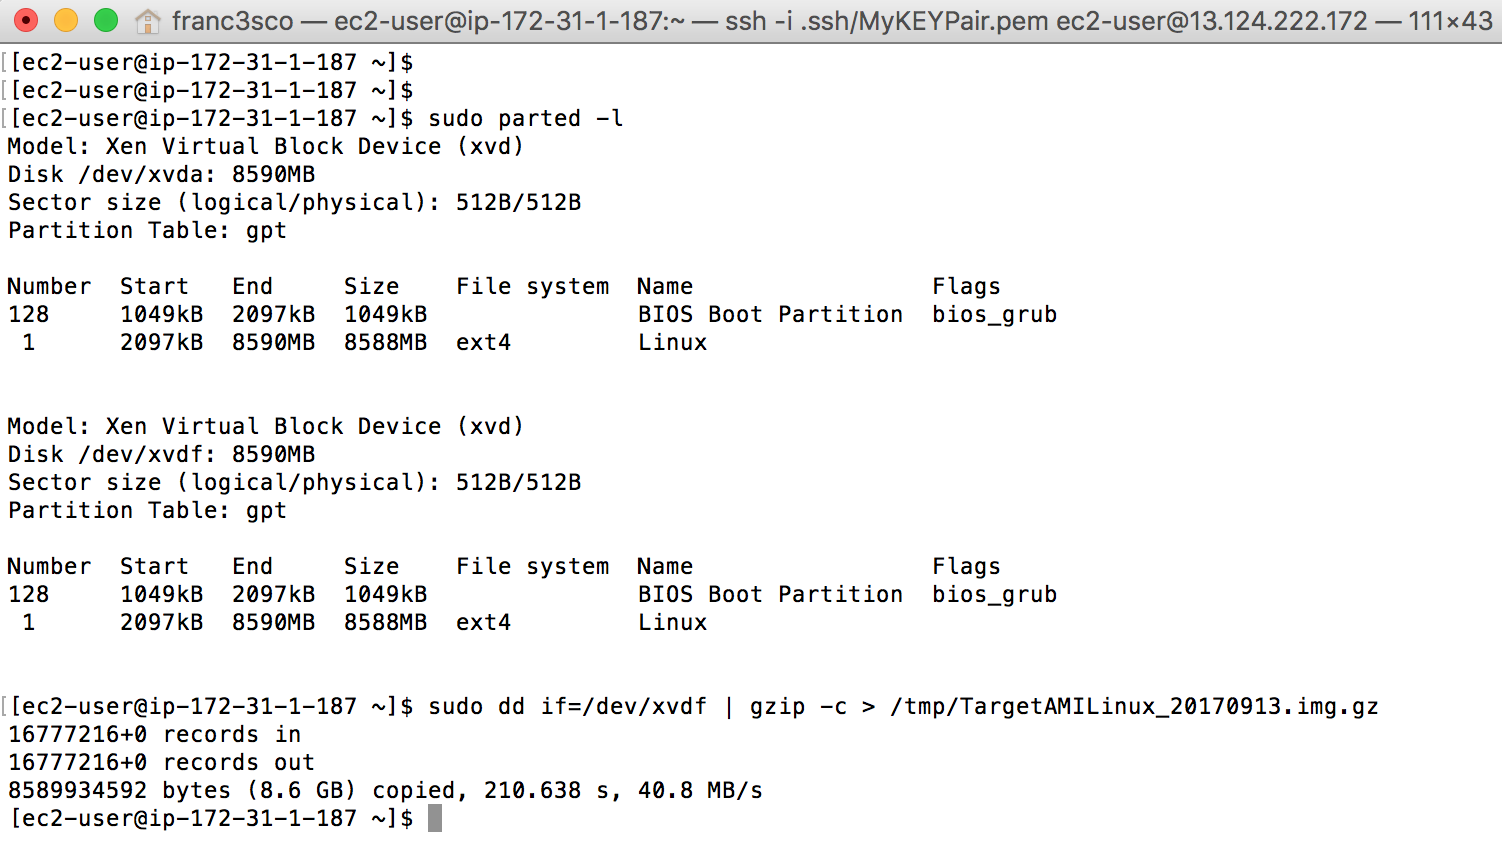 franc3sco — ec2-user@ip-172-31-1-187:~ — ssh -i .ssh/MyKEYPair.pem ec2-user@13.124.222.172 — 111×43
[[ec2-user@ip-172-31-1-187 ~]$
[[ec2-user@ip-172-31-1-187 ~]$
[[ec2-user@ip-172-31-1-187 ~]$ sudo parted -l
Model: Xen Virtual Block Device (xvd)
Disk /dev/xvda: 8590MB
Sector size (logical/physical): 512B/512B
Partition Table: gpt
Number  Start   End     Size    File system  Name                 Flags
128     1049kB  2097kB  1049kB               BIOS Boot Partition  bios_grub
 1      2097kB  8590MB  8588MB  ext4         Linux
Model: Xen Virtual Block Device (xvd)
Disk /dev/xvdf: 8590MB
Sector size (logical/physical): 512B/512B
Partition Table: gpt
Number  Start   End     Size    File system  Name                 Flags
128     1049kB  2097kB  1049kB               BIOS Boot Partition  bios_grub
 1      2097kB  8590MB  8588MB  ext4         Linux
[[ec2-user@ip-172-31-1-187 ~]$ sudo dd if=/dev/xvdf | gzip -c > /tmp/TargetAMILinux_20170913.img.gz
16777216+0 records in
16777216+0 records out
8589934592 bytes (8.6 GB) copied, 210.638 s, 40.8 MB/s
[ec2-user@ip-172-31-1-187 ~]$